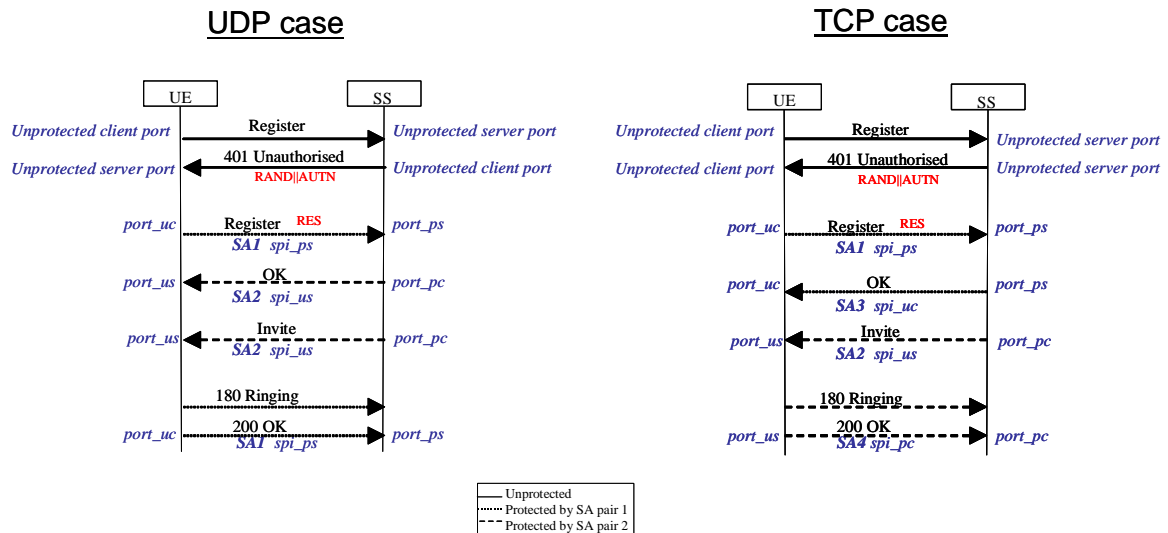 UDP case
UE
SS
Unprotected client port
Register
Unprotected server port
Unprotected server port
401 Unauthorised
Unprotected client port
RAND||AUTN
port_uc
Register
RES
port_ps
SA1 spi_ps
port_us
OK
port_pc
SA2 spi_us
port_us
Invite
port_pc
SA2 spi_us
180 Ringing
port_uc
200 OK
port_ps
SA1 spi_ps
TCP case
UE
SS
Unprotected client port
Register
Unprotected server port
Unprotected client port
401 Unauthorised
Unprotected server port
RAND||AUTN
port_uc
Register
RES
port_ps
SA1 spi_ps
port_uc
OK
port_ps
SA3 spi_uc
port_us
Invite
port_pc
SA2 spi_us
180 Ringing
port_us
200 OK
port_pc
SA4 spi_pc
Unprotected
Protected by SA pair 1
Protected by SA pair 2